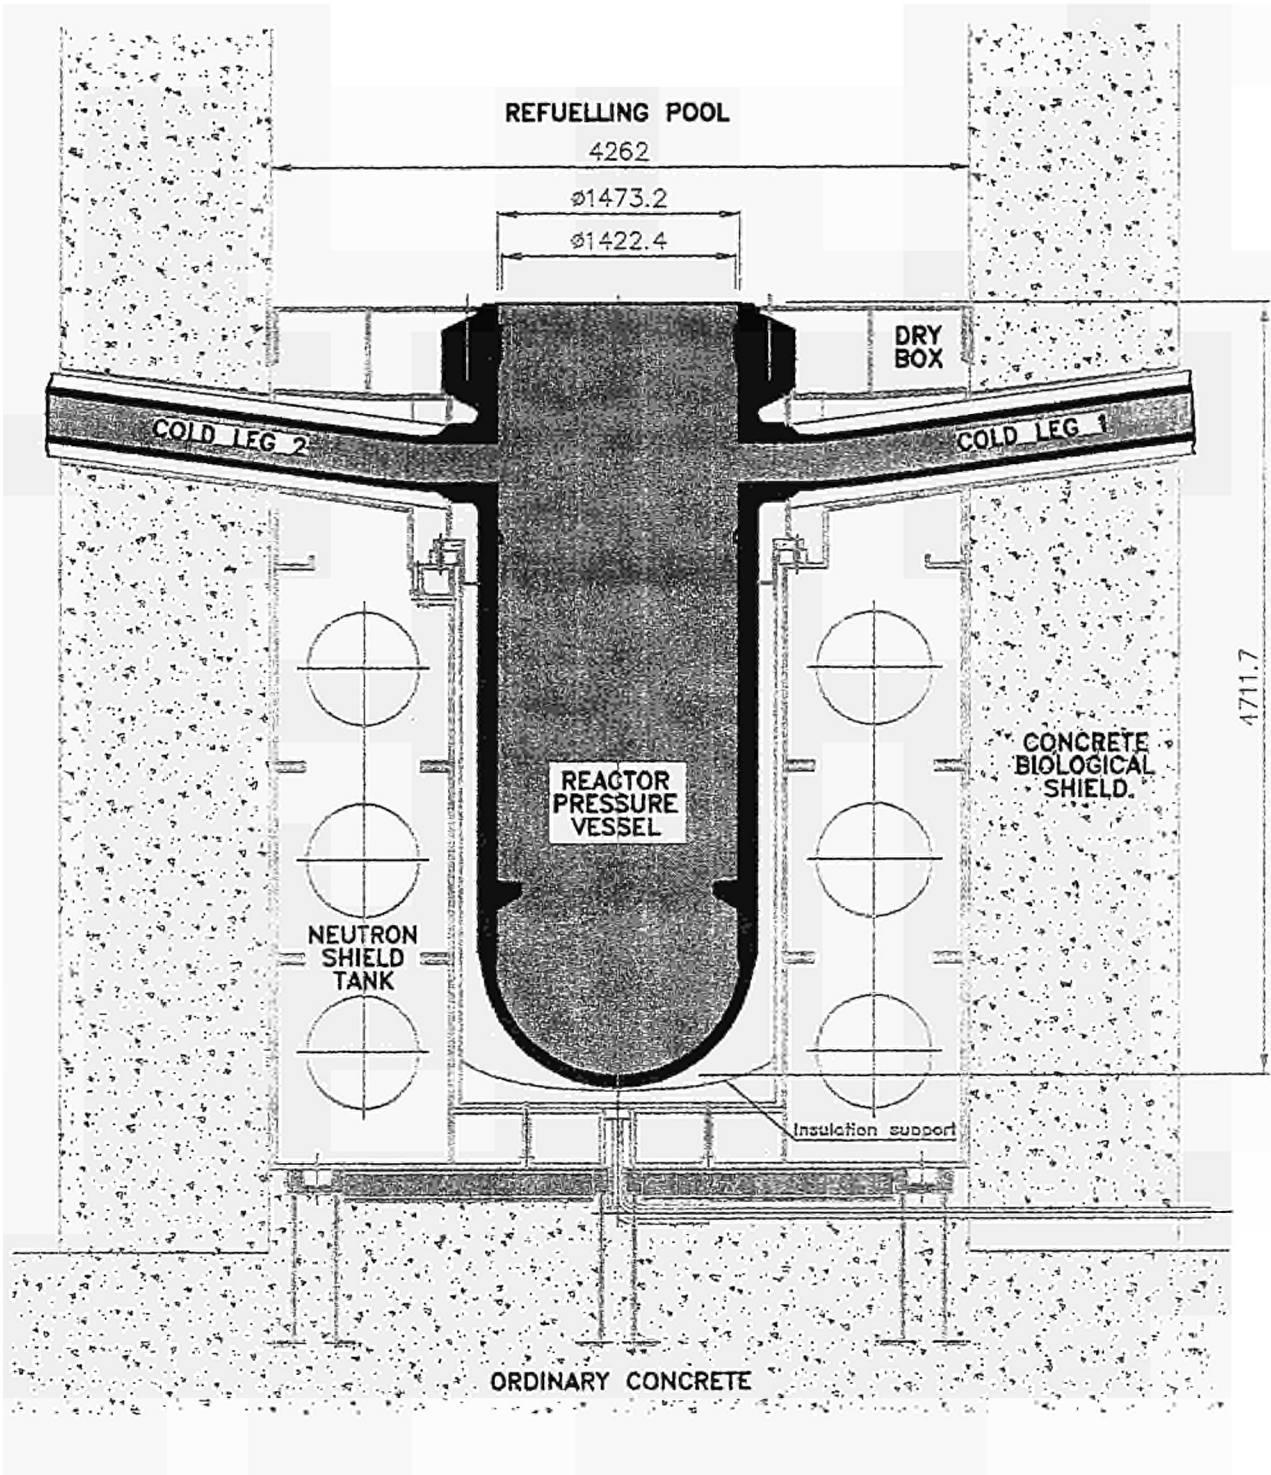 REFUELLING POOL
4262
ø1473.2
ø1422.4
DRY
BOX
COLD LEG 2
COLD LEG 1
4711.7
CONCRETE
BIOLOGICAL
SHIELD.
REACTOR
PRESSURE
VESSEL
NEUTRON
SHIELD
TANK
Insulation support
ORDINARY CONCRETE